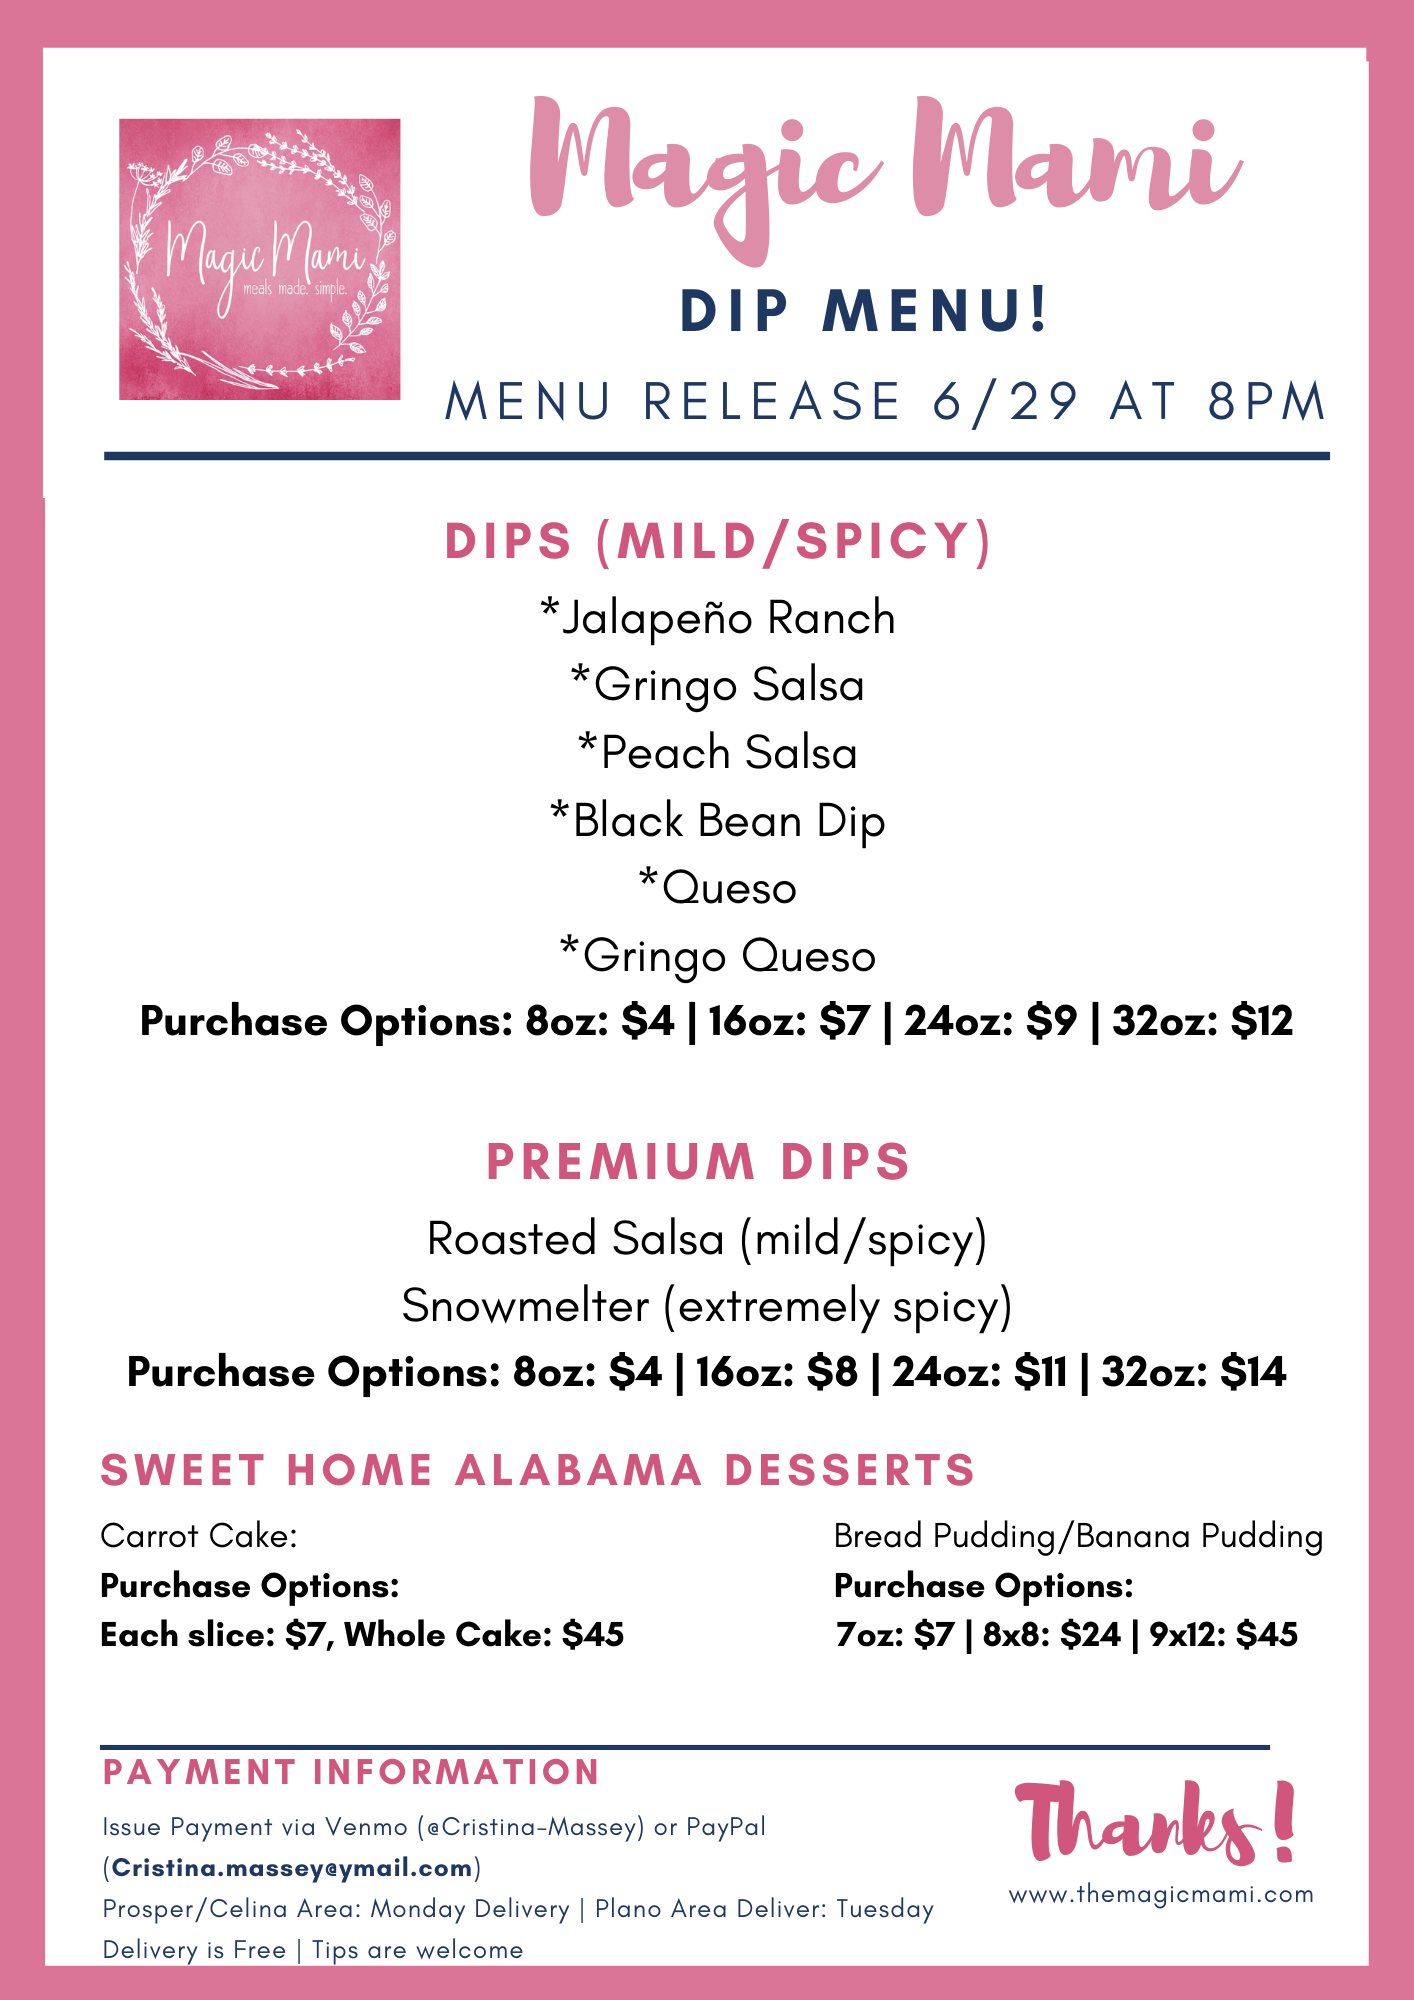 Magic Mami
meals made. simple.
Magic Mami
DIP MENU!
MENU RELEASE 6/29 AT 8PM
DIPS (MILD/SPICY)
*Jalapeño Ranch
*Gringo Salsa
*Peach Salsa
*Black Bean Dip
*Queso
*Gringo Queso
Purchase Options: 8oz: $4 | 16oz: $7 | 24oz: $9 | 32oz: $12
PREMIUM DIPS
Roasted Salsa (mild/spicy)
Snowmelter (extremely spicy)
Purchase Options: 8oz: $4 | 16oz: $8 | 24oz: $11 | 32oz: $14
SWEET HOME ALABAMA DESSERTS
Carrot Cake:
Purchase Options:
Each slice: $7, Whole Cake: $45
Bread Pudding/Banana Pudding
Purchase Options:
7oz: $7 | 8x8: $24 | 9x12: $45
PAYMENT INFORMATION
Issue Payment via Venmo (@Cristina-Massey) or PayPal
(Cristina.massey@ymail.com)
Prosper/Celina Area: Monday Delivery | Plano Area Deliver: Tuesday
Delivery is Free | Tips are welcome
Thanks!
www.themagicmami.com